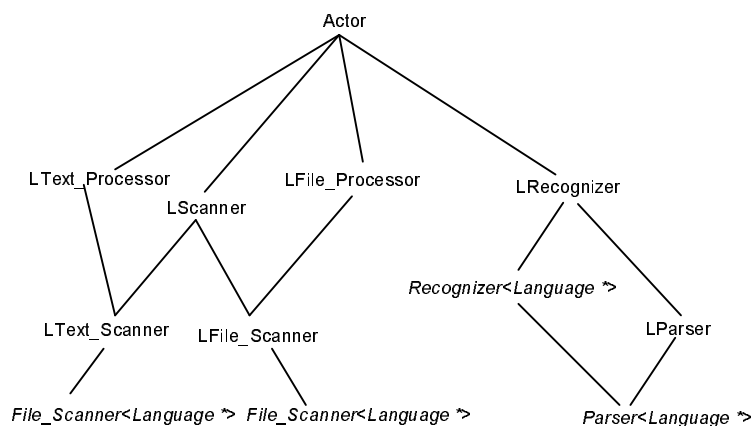 Actor
LText_Processor
LScanner
LFile_Processor
LRecognizer
Recognizer<Language *>
LText_Scanner
LFile_Scanner
LParser
File_Scanner<Language *>
File_Scanner<Language *>
Parser<Language *>